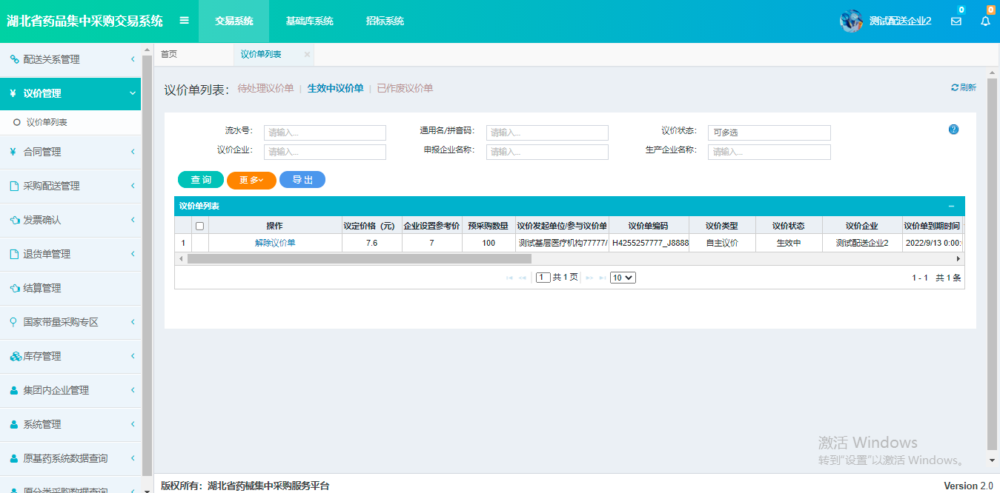 湖北省药品集中采购交易系统 交易系统 基础库系统 招标系统 测试配送企业2 0 0
配送关系管理
议价管理
议价单列表
合同管理
采购配送管理
发票确认
退货单管理
结算管理
国家带量采购专区
库存管理
集团内企业管理
系统管理
原基药系统数据查询
原分类采购数据查询
首页 议价单列表 ×
议价单列表： 待处理议价单 | 生效中议价单 | 已作废议价单 刷新
流水号： 请输入... 通用名/拼音码： 请输入... 议价状态： 可多选
议价企业： 请输入... 申报企业名称： 请输入... 生产企业名称： 请输入...
查 询 更 多 导 出
议价单列表
操作 议定价格（元） 企业设置参考价 预采购数量 议价发起单位/参与议价单 议价单编码 议价类型 议价状态 议价企业 议价单到期时间
1 解除议价单 7.6 7 100 测试基层医疗机构77777/ H4255257777_J8888 自主议价 生效中 测试配送企业2 2022/9/13 0:00:
1 共 1 页 10 1 - 1 共 1 条
激活 Windows
转到"设置"以激活 Windows。
版权所有：湖北省药械集中采购服务平台 Version 2.0